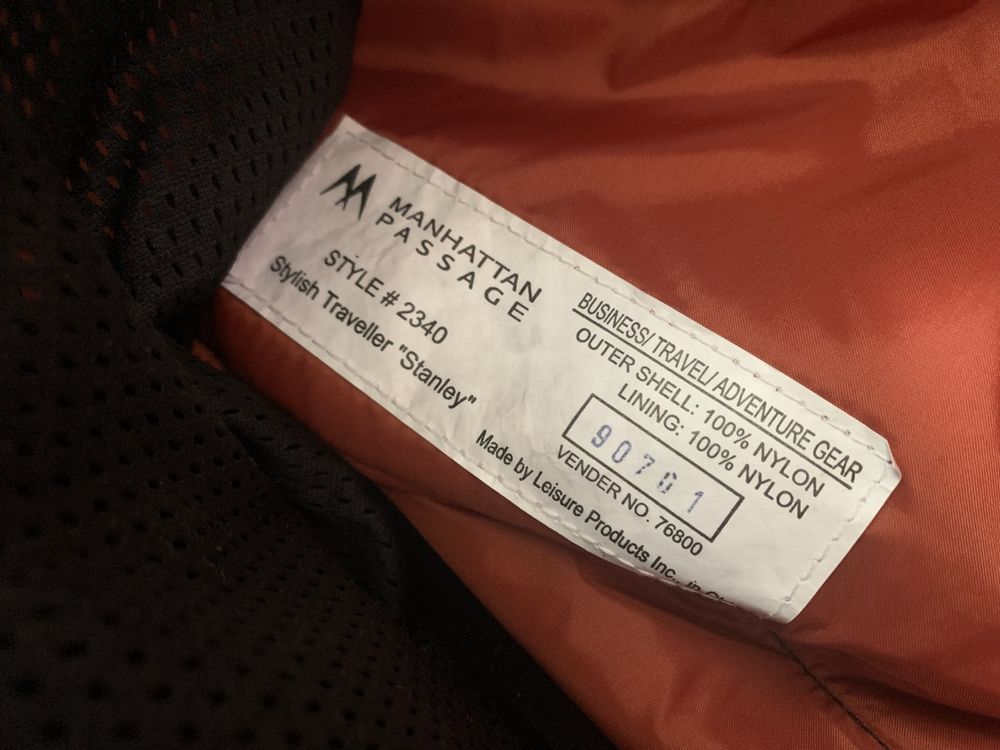 MANHATTAN
PASSAGE
STYLE # 2340
Stylish Traveller "Stanley"
BUSINESS/ TRAVEL/ ADVENTURE GEAR
OUTER SHELL: 100% NYLON
LINING: 100% NYLON
90701
VENDER NO. 76800
Made by Leisure Products Inc., in